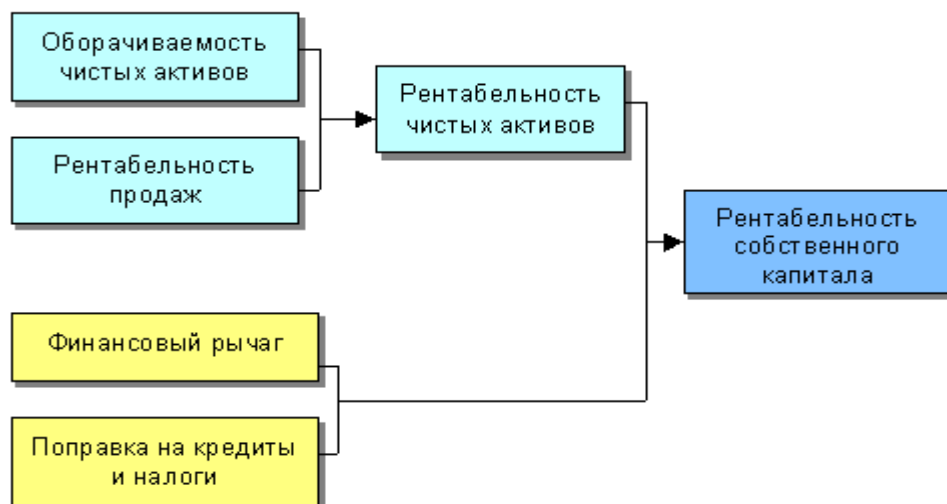 Оборачиваемость
чистых активов
Рентабельность
чистых активов
Рентабельность
продаж
Рентабельность
собственного
капитала
Финансовый рычаг
Поправка на кредиты
и налоги